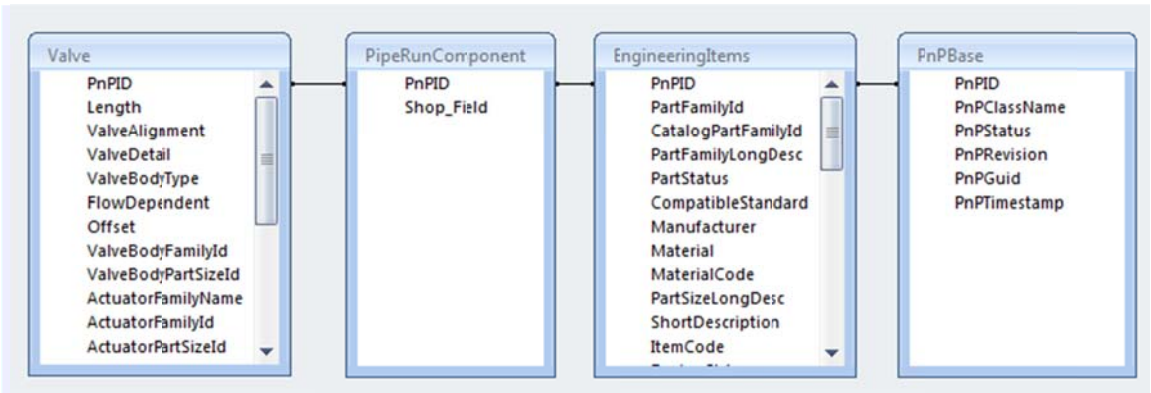 Valve
PnPID
Length
ValveAlignment
ValveDetail
ValveBodyType
FlowDependent
Offset
ValveBodyFamilyId
ValveBodyPartSizeId
ActuatorFamilyName
ActuatorFamilyId
ActuatorPartSizeId
PipeRunComponent
PnPID
Shop_Field
EngineeringItems
PnPID
PartFamilyId
CatalogPartFamilyId
PartFamilyLongDesc
PartStatus
CompatibleStandard
Manufacturer
Material
MaterialCode
PartSizeLongDesc
ShortDescription
ItemCode
PnPBase
PnPID
PnPClassName
PnPStatus
PnPRevision
PnPGuid
PnPTimestamp